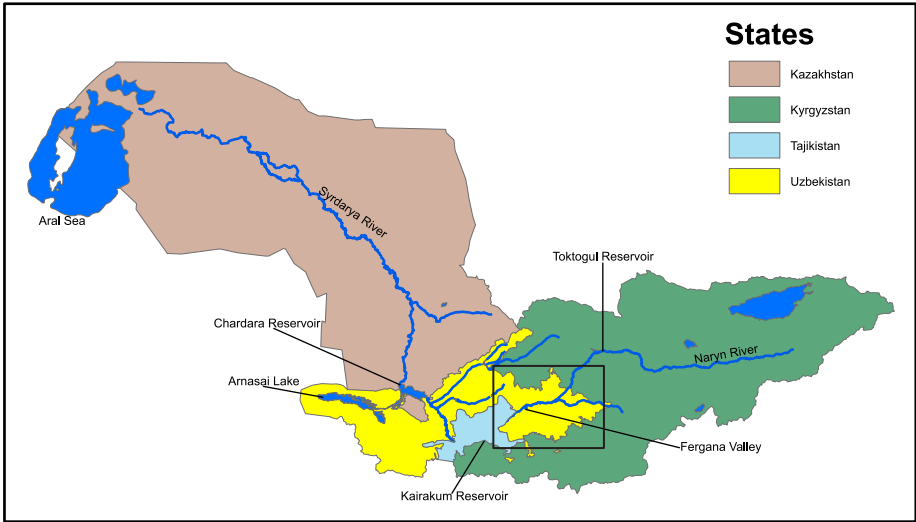 States
Kazakhstan
Kyrgyzstan
Tajikistan
Uzbekistan
Aral Sea
Syrdarya River
Toktogul Reservoir
Chardara Reservoir
Naryn River
Arnasai Lake
Fergana Valley
Kairakum Reservoir